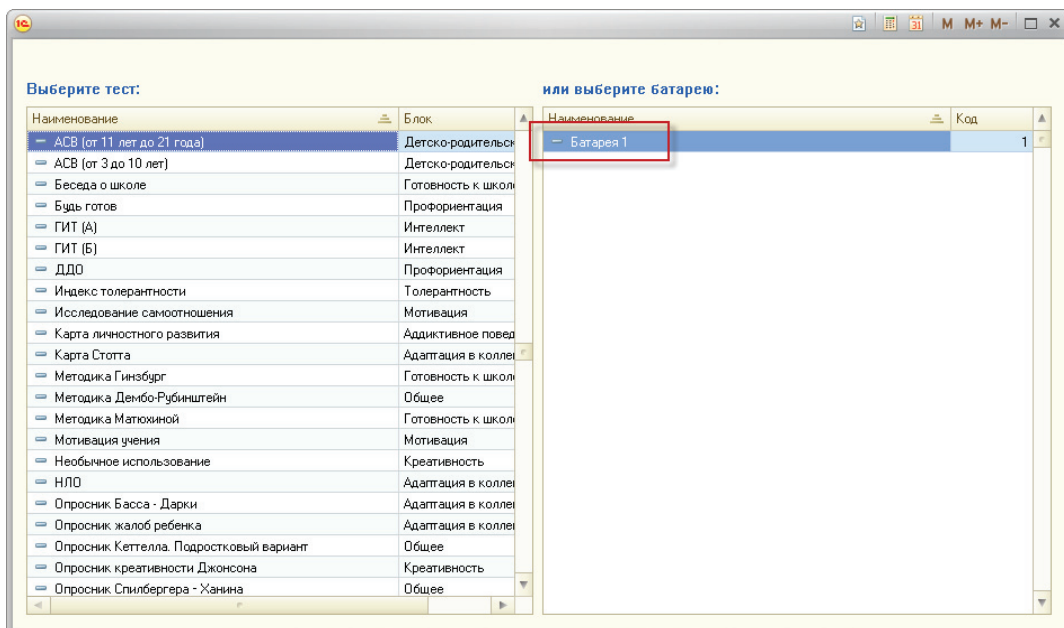 1С
31 M M+ M-
Выберите тест: или выберите батарею:
Наименование Блок Наименование Код
АСВ (от 11 лет до 21 года) Детско-родительск Батарея 1 1
АСВ (от 3 до 10 лет) Детско-родительск
Беседа о школе Готовность к школ
Будь готов Профориентация
ГИТ (А) Интеллект
ГИТ (Б) Интеллект
ДДО Профориентация
Индекс толерантности Толерантность
Исследование самоотношения Мотивация
Карта личностного развития Аддиктивное повед
Карта Стотта Адаптация в коллек
Методика Гинзбург Готовность к школ
Методика Дембо-Рубинштейн Общее
Методика Матюхиной Готовность к школ
Мотивация учения Мотивация
Необычное использование Креативность
НЛО Адаптация в коллек
Опросник Басса - Дарки Адаптация в коллек
Опросник жалоб ребенка Адаптация в коллек
Опросник Кеттелла. Подростковый вариант Общее
Опросник креативности Джонсона Креативность
Опросник Спилбергера - Ханина Общее